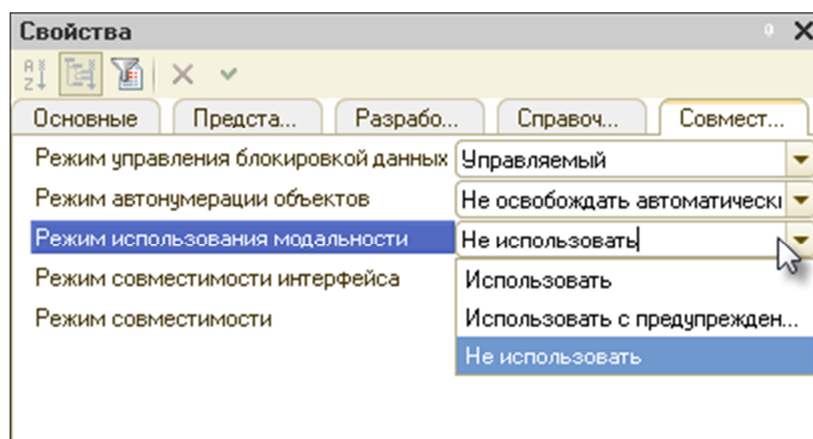 Свойства
Основные Предста... Разрабо... Справоч... Совмест...
Режим управления блокировкой данных Управляемый
Режим автонумерации объектов Не освобождать автоматическ
Режим использования модальности Не использовать
Режим совместимости интерфейса Использовать
Режим совместимости Использовать с предупрежден...
Не использовать